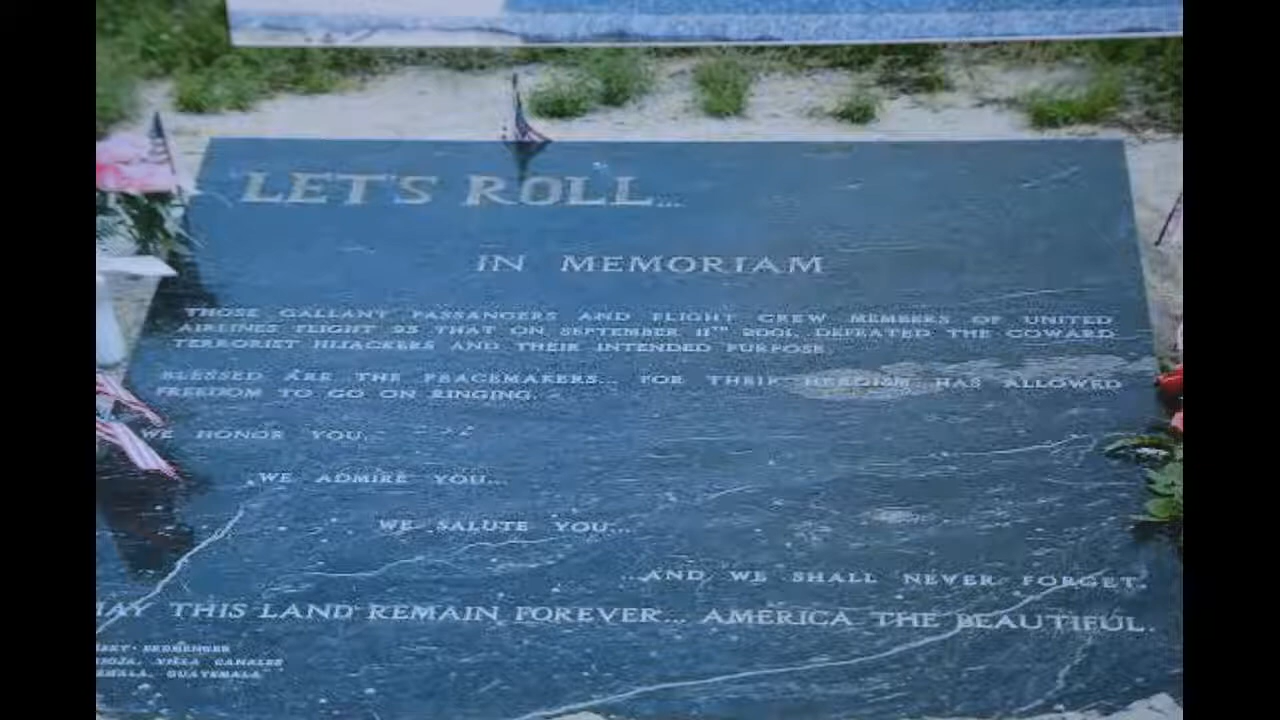 LET'S ROLL...
IN MEMORIAM
THOSE GALLANT PASSANGERS AND FLIGHT CREW MEMBERS OF UNITED
AIRLINES FLIGHT 93 THAT ON SEPTEMBER 11TH 2001, DEFEATED THE COWARD
TERRORIST HIJACKERS AND THEIR INTENDED PURPOSE.
BLESSED ARE THE PEACEMAKERS... FOR THEIR HEROISM HAS ALLOWED
FREEDOM TO GO ON RINGING.
WE HONOR YOU...
WE ADMIRE YOU...
WE SALUTE YOU...
...AND WE SHALL NEVER FORGET.
MAY THIS LAND REMAIN FOREVER... AMERICA THE BEAUTIFUL.
VILLA CANALES
GUATEMALA